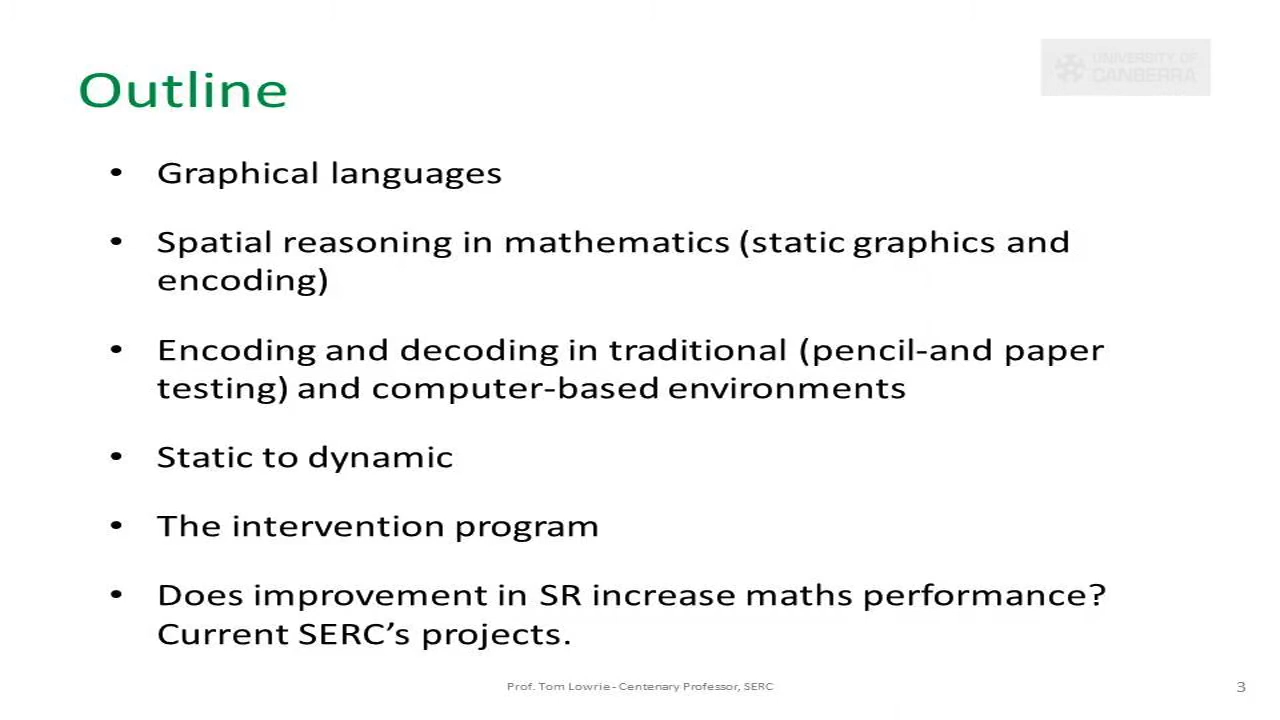 UNIVERSITY OF
CANBERRA
Outline
• Graphical languages
• Spatial reasoning in mathematics (static graphics and
encoding)
• Encoding and decoding in traditional (pencil-and paper
testing) and computer-based environments
• Static to dynamic
• The intervention program
• Does improvement in SR increase maths performance?
Current SERC’s projects.
Prof. Tom Lowrie - Centenary Professor, SERC
3